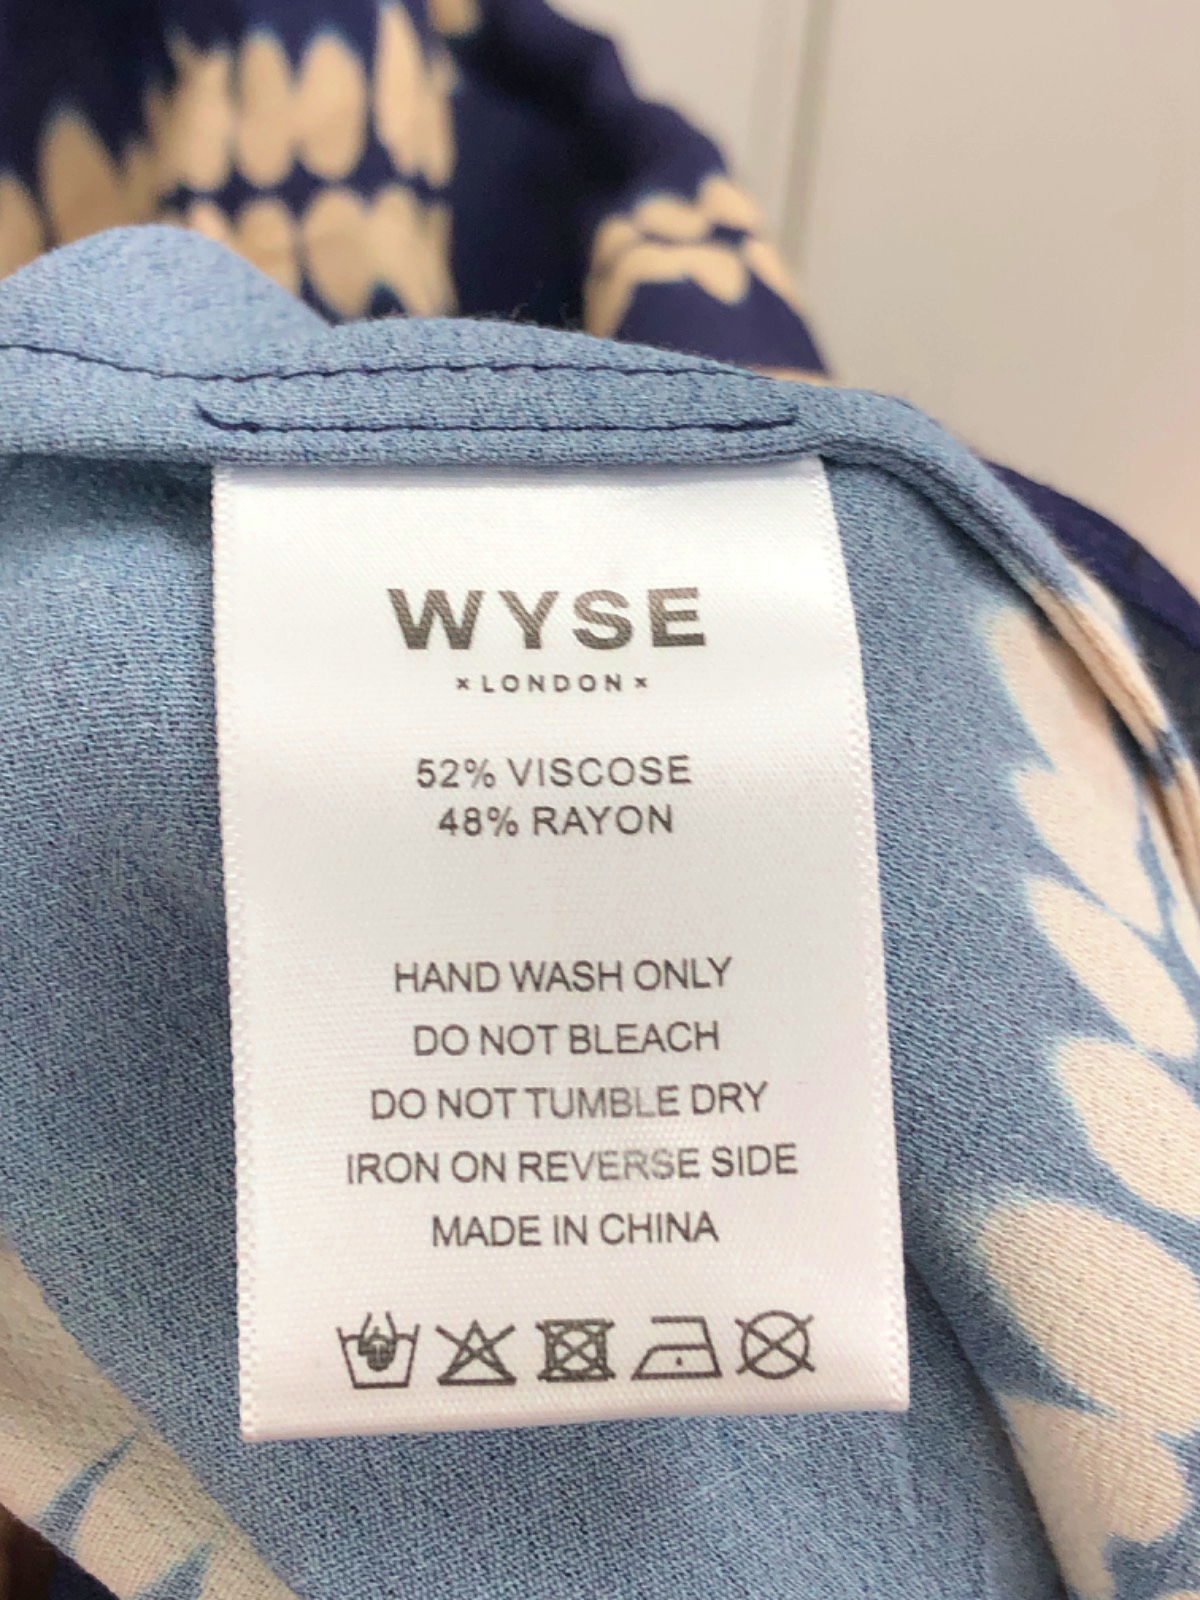 WYSE
×LONDON×
52% VISCOSE
48% RAYON
HAND WASH ONLY
DO NOT BLEACH
DO NOT TUMBLE DRY
IRON ON REVERSE SIDE
MADE IN CHINA